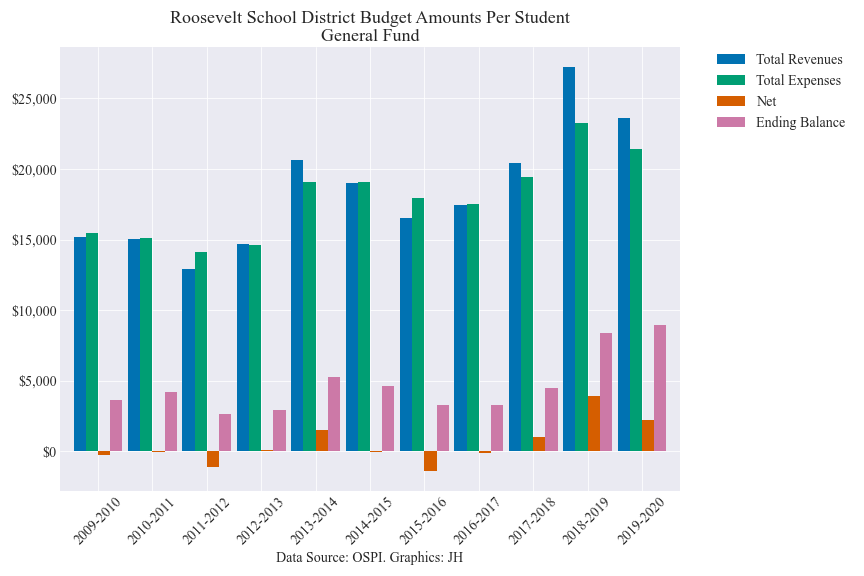 Roosevelt School District Budget Amounts Per Student
General Fund
Total Revenues
Total Expenses
Net
Ending Balance
$25,000
$20,000
$15,000
$10,000
$5,000
$0
2009-2010
2010-2011
2011-2012
2012-2013
2013-2014
2014-2015
2015-2016
2016-2017
2017-2018
2018-2019
2019-2020
Data Source: OSPI. Graphics: JH